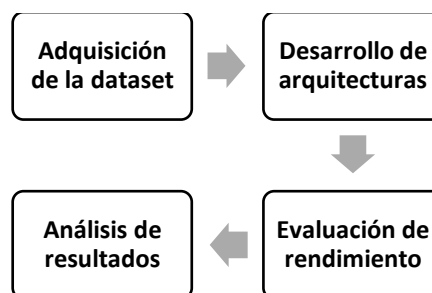 Adquisición
de la dataset
Desarrollo de
arquitecturas
Evaluación de
rendimiento
Análisis de
resultados